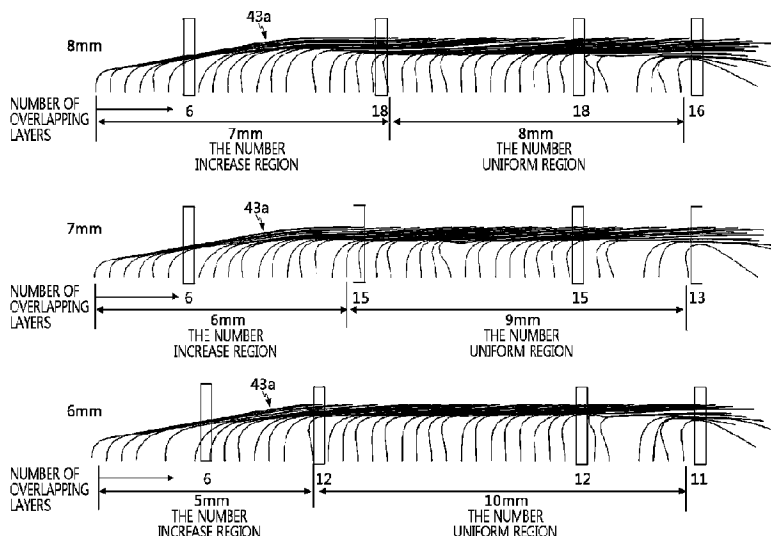 43a
8mm
NUMBER OF
OVERLAPPING
LAYERS
6
18
18
16
7mm
THE NUMBER
INCREASE REGION
8mm
THE NUMBER
UNIFORM REGION
43a
7mm
NUMBER OF
OVERLAPPING
LAYERS
6
15
15
13
6mm
THE NUMBER
INCREASE REGION
9mm
THE NUMBER
UNIFORM REGION
43a
6mm
NUMBER OF
OVERLAPPING
LAYERS
6
12
12
11
5mm
THE NUMBER
INCREASE REGION
10mm
THE NUMBER
UNIFORM REGION